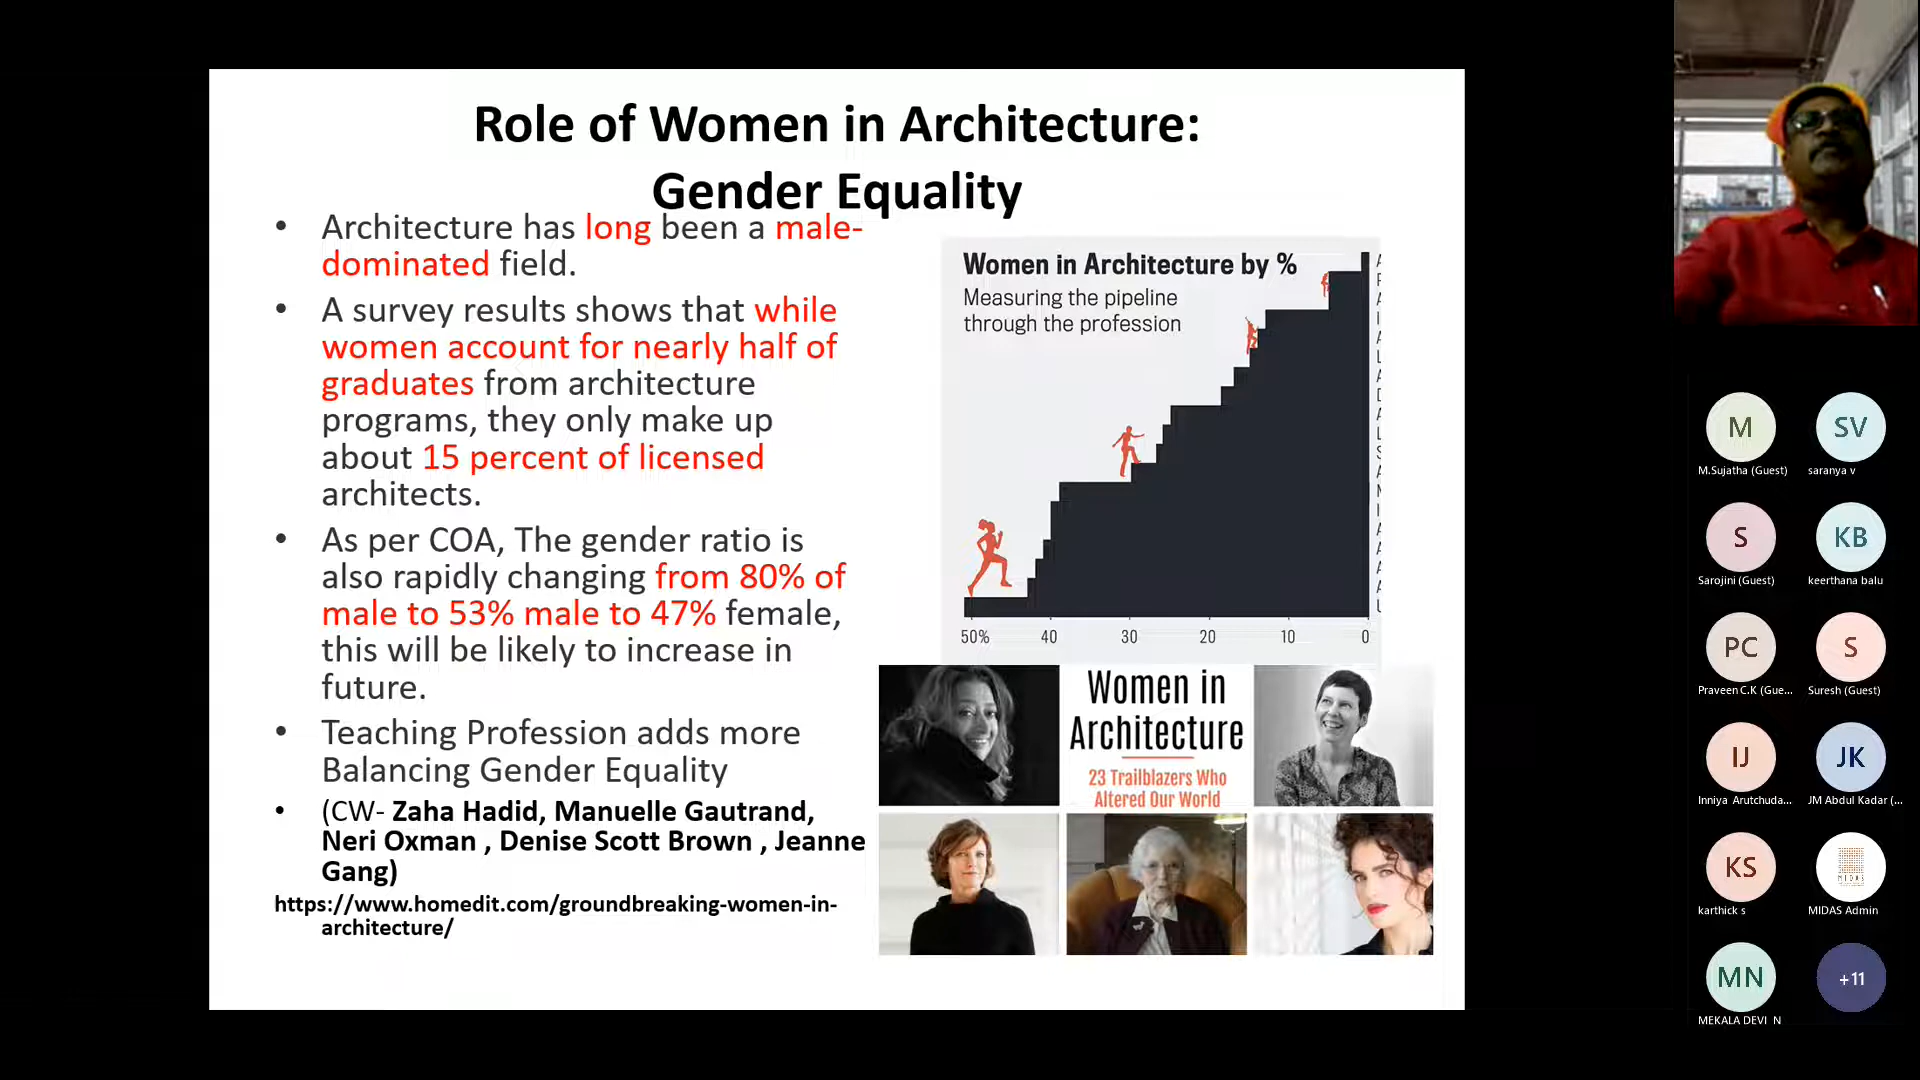 Role of Women in Architecture:
Gender Equality
• Architecture has long been a male-
dominated field.
• A survey results shows that while
women account for nearly half of
graduates from architecture
programs, they only make up
about 15 percent of licensed
architects.
• As per COA, The gender ratio is
also rapidly changing from 80% of
male to 53% male to 47% female,
this will be likely to increase in
future.
• Teaching Profession adds more
Balancing Gender Equality
• (CW- Zaha Hadid, Manuelle Gautrand,
Neri Oxman , Denise Scott Brown , Jeanne
Gang)
https://www.homedit.com/groundbreaking-women-in-
architecture/
Women in Architecture by %
Measuring the pipeline
through the profession
50% 40 30 20 10 0
Women in
Architecture
23 Trailblazers Who
Altered Our World
M SV
M.Sujatha (Guest) saranya v
S KB
Sarojini (Guest) keerthana balu
PC S
Praveen C.K (Gue... Suresh (Guest)
IJ JK
Inniya Arutchuda... JM Abdul Kadar (...
KS MIDAS
karthick s MIDAS Admin
MN +11
MEKALA DEVI N